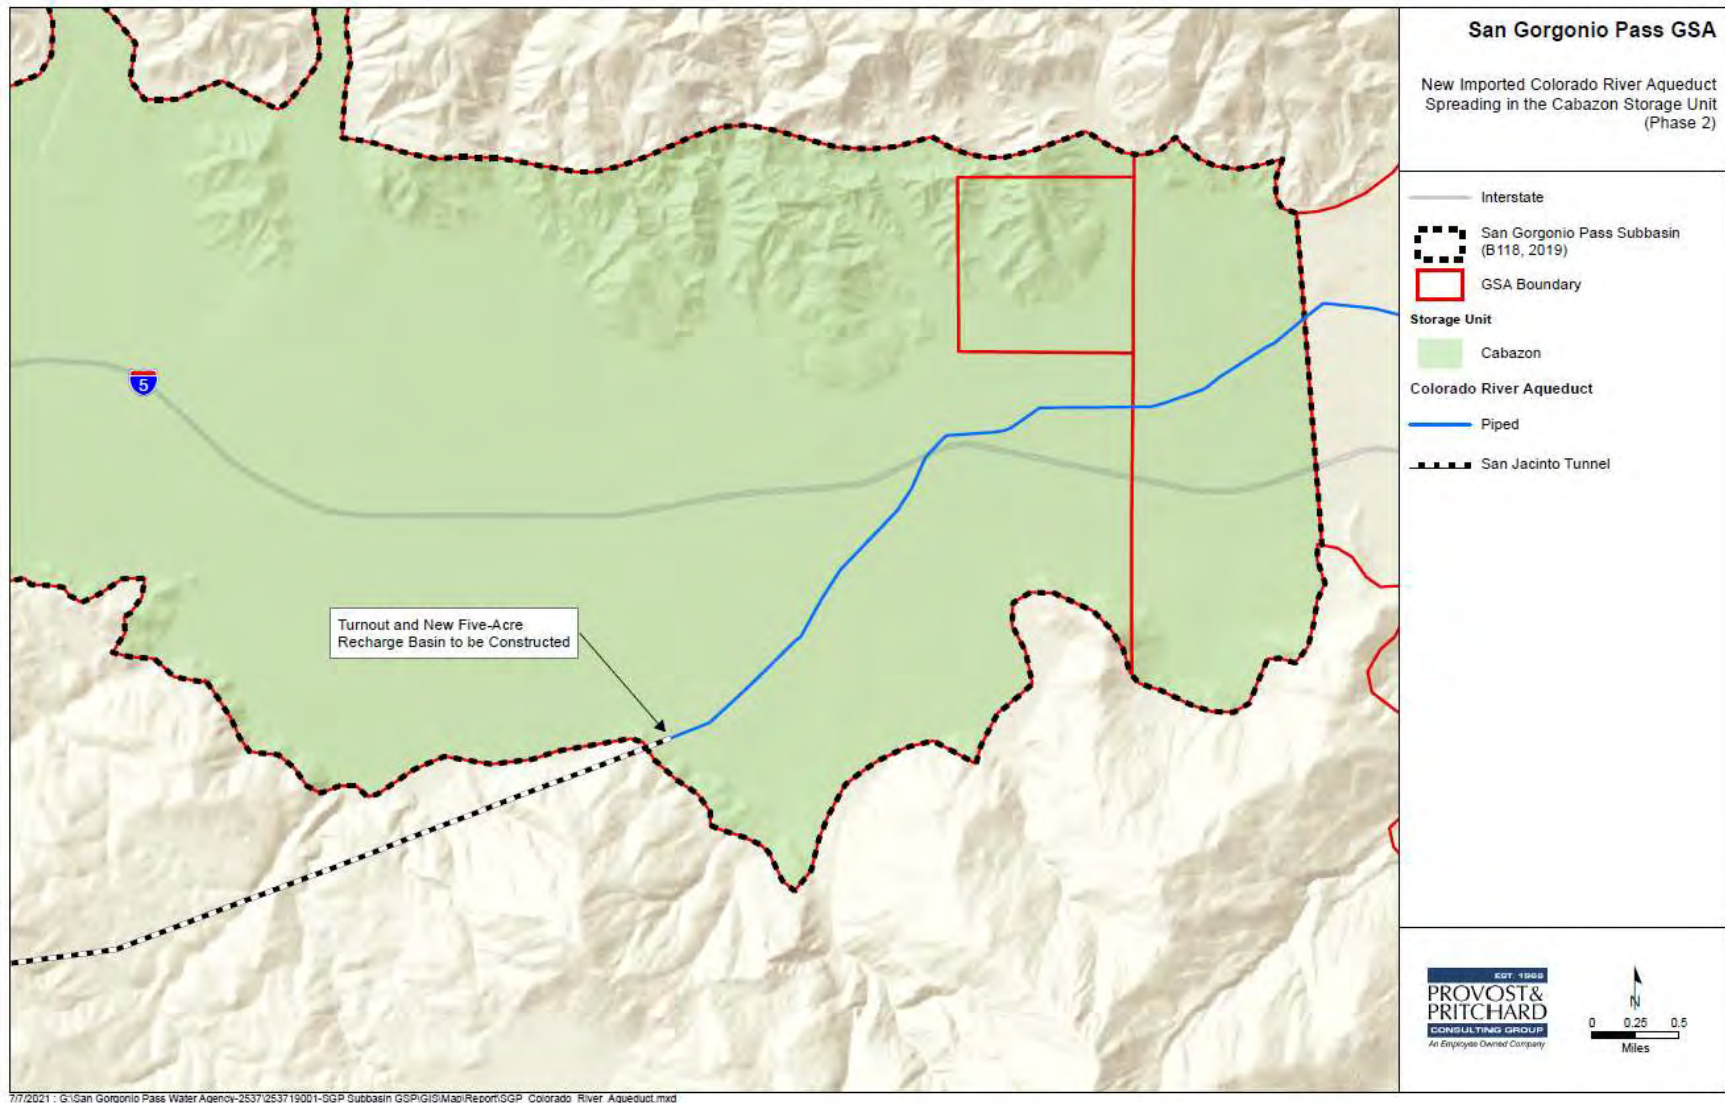 San Gorgonio Pass GSA
New Imported Colorado River Aqueduct
Spreading in the Cabazon Storage Unit
(Phase 2)
Interstate
San Gorgonio Pass Subbasin
(B118, 2019)
GSA Boundary
Storage Unit
Cabazon
Colorado River Aqueduct
Piped
San Jacinto Tunnel
5
Turnout and New Five-Acre
Recharge Basin to be Constructed
EST. 1968
PROVOST&
PRITCHARD
CONSULTING GROUP
An Employee Owned Company
N
0 0.25 0.5
Miles
7/7/2021 : G:\San Gorgonio Pass Water Agency-2537\253719001-SGP Subbasin GSP\GIS\Map\Report\SGP_Colorado_River_Aqueduct.mxd